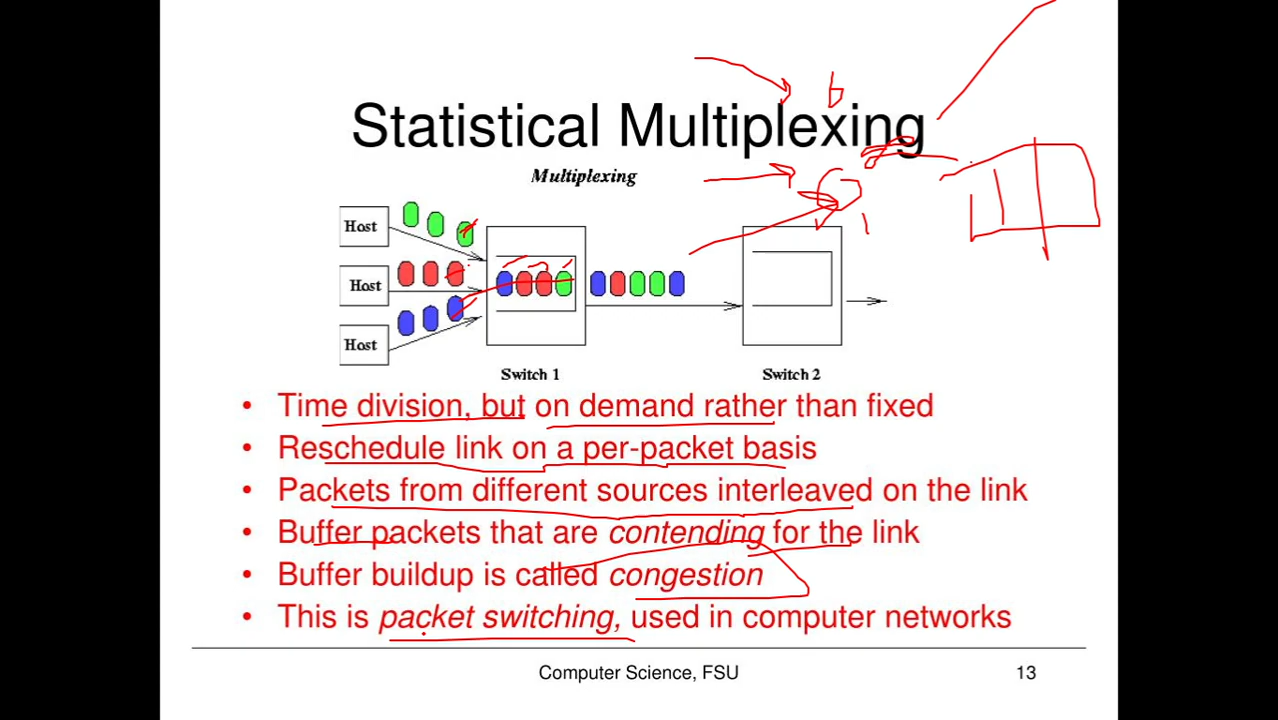 Statistical Multiplexing
Multiplexing
Host
Host
Host
Switch 1
Switch 2
• Time division, but on demand rather than fixed
• Reschedule link on a per-packet basis
• Packets from different sources interleaved on the link
• Buffer packets that are contending for the link
• Buffer buildup is called congestion
• This is packet switching, used in computer networks
Computer Science, FSU
13